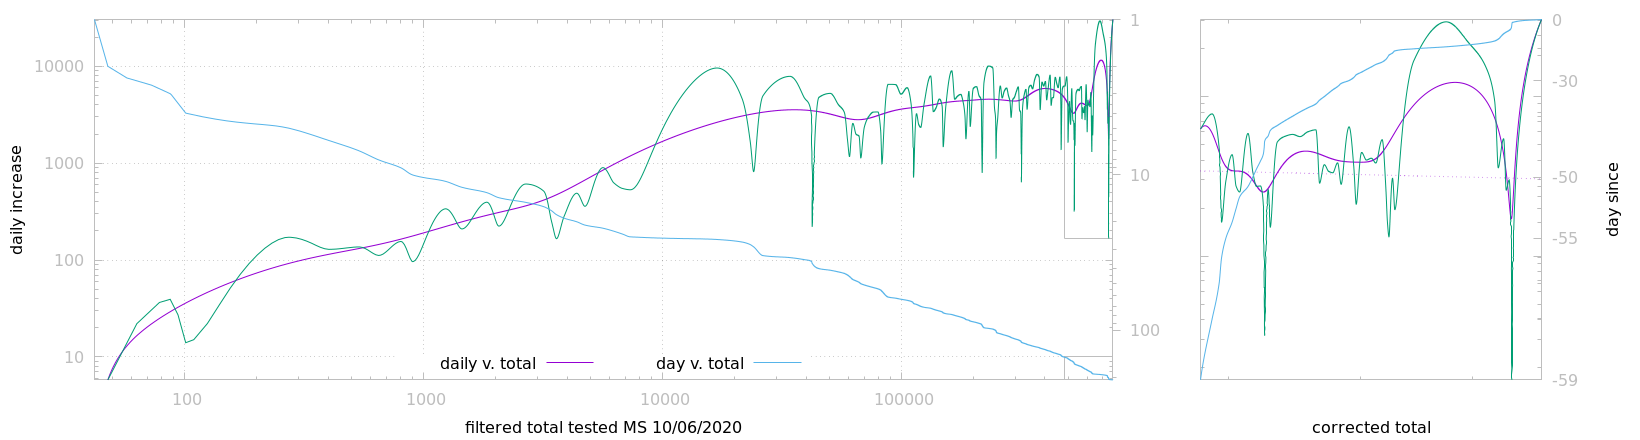 1
0
10000
-30
daily increase
1000
10
-50
day since
-55
100
100
10
daily v. total
day v. total
-59
100
1000
10000
100000
filtered total tested MS 10/06/2020
corrected total